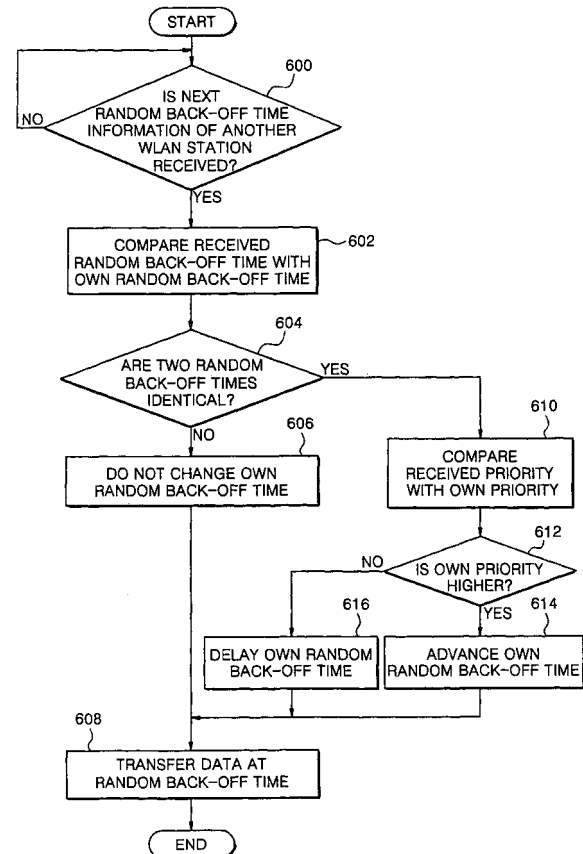 START
600
IS NEXT
RANDOM BACK-OFF TIME
INFORMATION OF ANOTHER
WLAN STATION
RECEIVED?
NO
YES
COMPARE RECEIVED
RANDOM BACK-OFF TIME WITH
OWN RANDOM BACK-OFF TIME
602
604
ARE TWO RANDOM
BACK-OFF TIMES
IDENTICAL?
YES
NO
606
DO NOT CHANGE OWN
RANDOM BACK-OFF TIME
610
COMPARE
RECEIVED PRIORITY
WITH OWN PRIORITY
612
IS OWN PRIORITY
HIGHER?
NO
YES
616
DELAY OWN RANDOM
BACK-OFF TIME
614
ADVANCE OWN
RANDOM BACK-OFF TIME
608
TRANSFER DATA AT
RANDOM BACK-OFF TIME
END